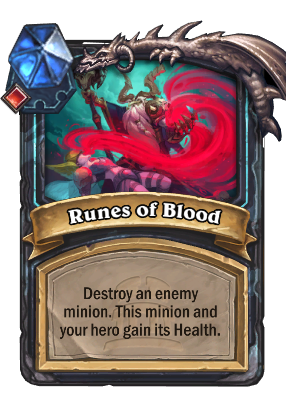 Runes of Blood
Destroy an enemy
minion. This minion and
your hero gain its Health.